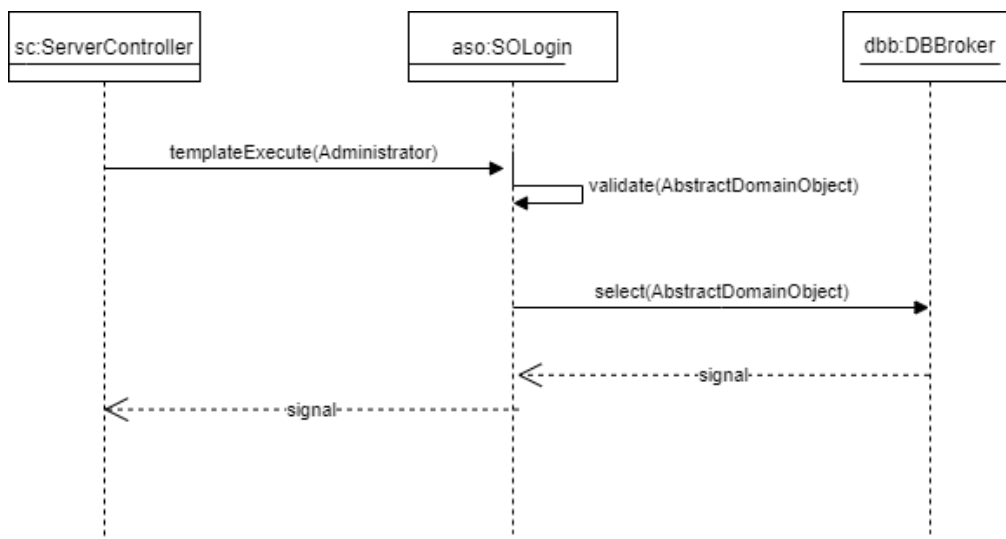 sc:ServerController
aso:SOLogin
dbb:DBBroker
templateExecute(Administrator)
validate(AbstractDomainObject)
select(AbstractDomainObject)
signal
signal